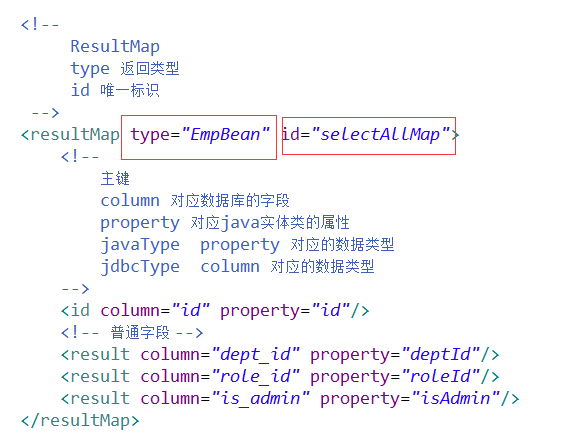 <!--
ResultMap
type 返回类型
id 唯一标识
-->
<resultMap type="EmpBean" id="selectAllMap">
<!--
主键
column 对应数据库的字段
property 对应java实体类的属性
javaType  property 对应的数据类型
jdbcType  column 对应的数据类型
-->
<id column="id" property="id"/>
<!-- 普通字段 -->
<result column="dept_id" property="deptId"/>
<result column="role_id" property="roleId"/>
<result column="is_admin" property="isAdmin"/>
</resultMap>